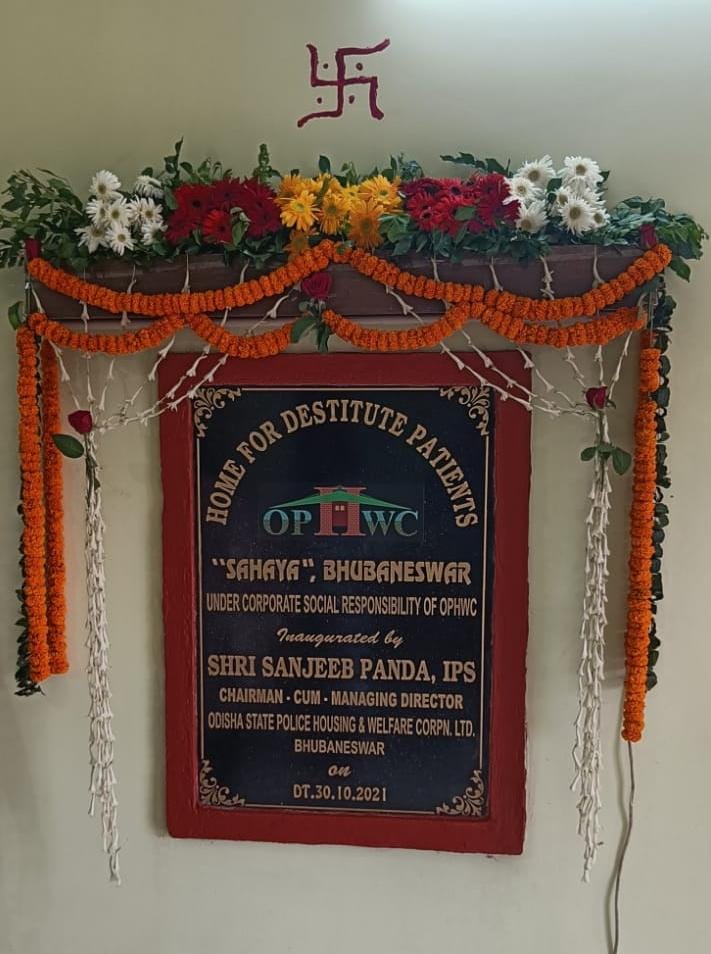 HOME FOR DESTITUTE PATIENTS
OPHWC
"SAHAYA", BHUBANESWAR
UNDER CORPORATE SOCIAL RESPONSIBILITY OF OPHWC
Inaugurated by
SHRI SANJEEB PANDA, IPS
CHAIRMAN - CUM - MANAGING DIRECTOR
ODISHA STATE POLICE HOUSING & WELFARE CORPN. LTD.
BHUBANESWAR
on
DT.30.10.2021